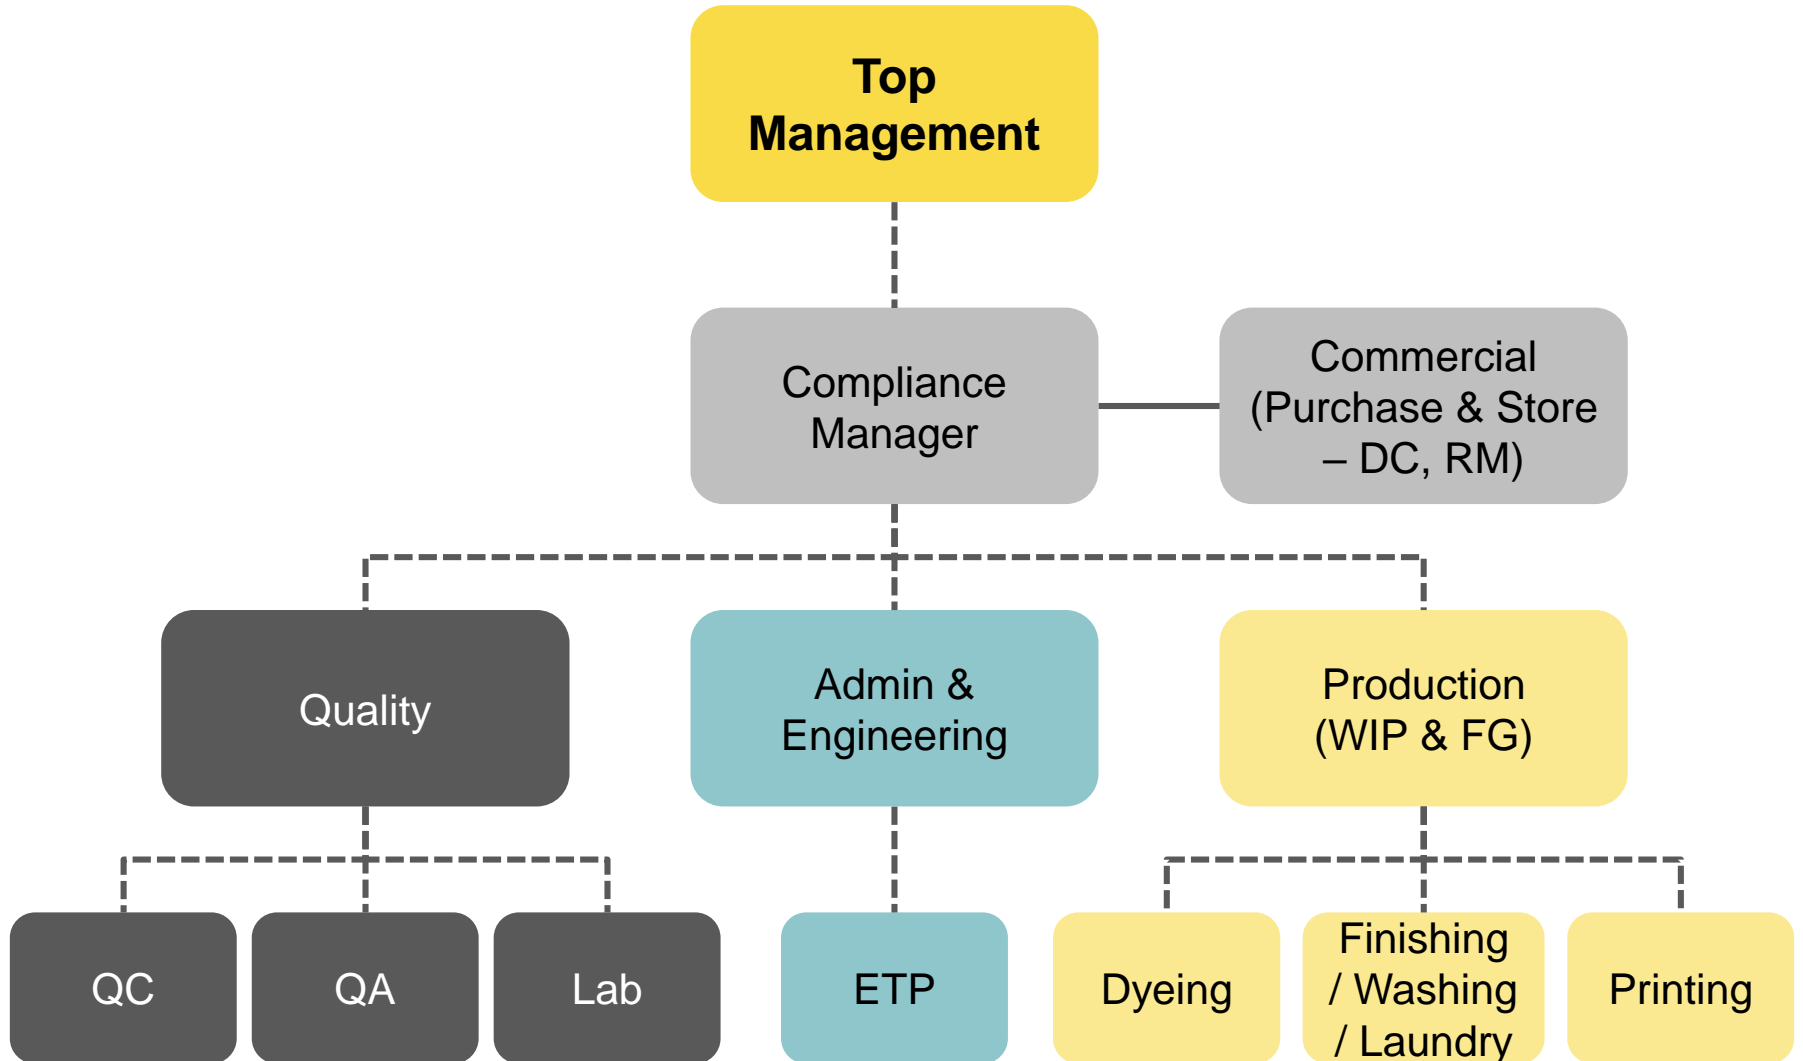 Top
Management
Compliance
Manager
Commercial
(Purchase & Store
– DC, RM)
Quality
Admin &
Engineering
Production
(WIP & FG)
QC
QA
Lab
ETP
Dyeing
Finishing
/ Washing
/ Laundry
Printing